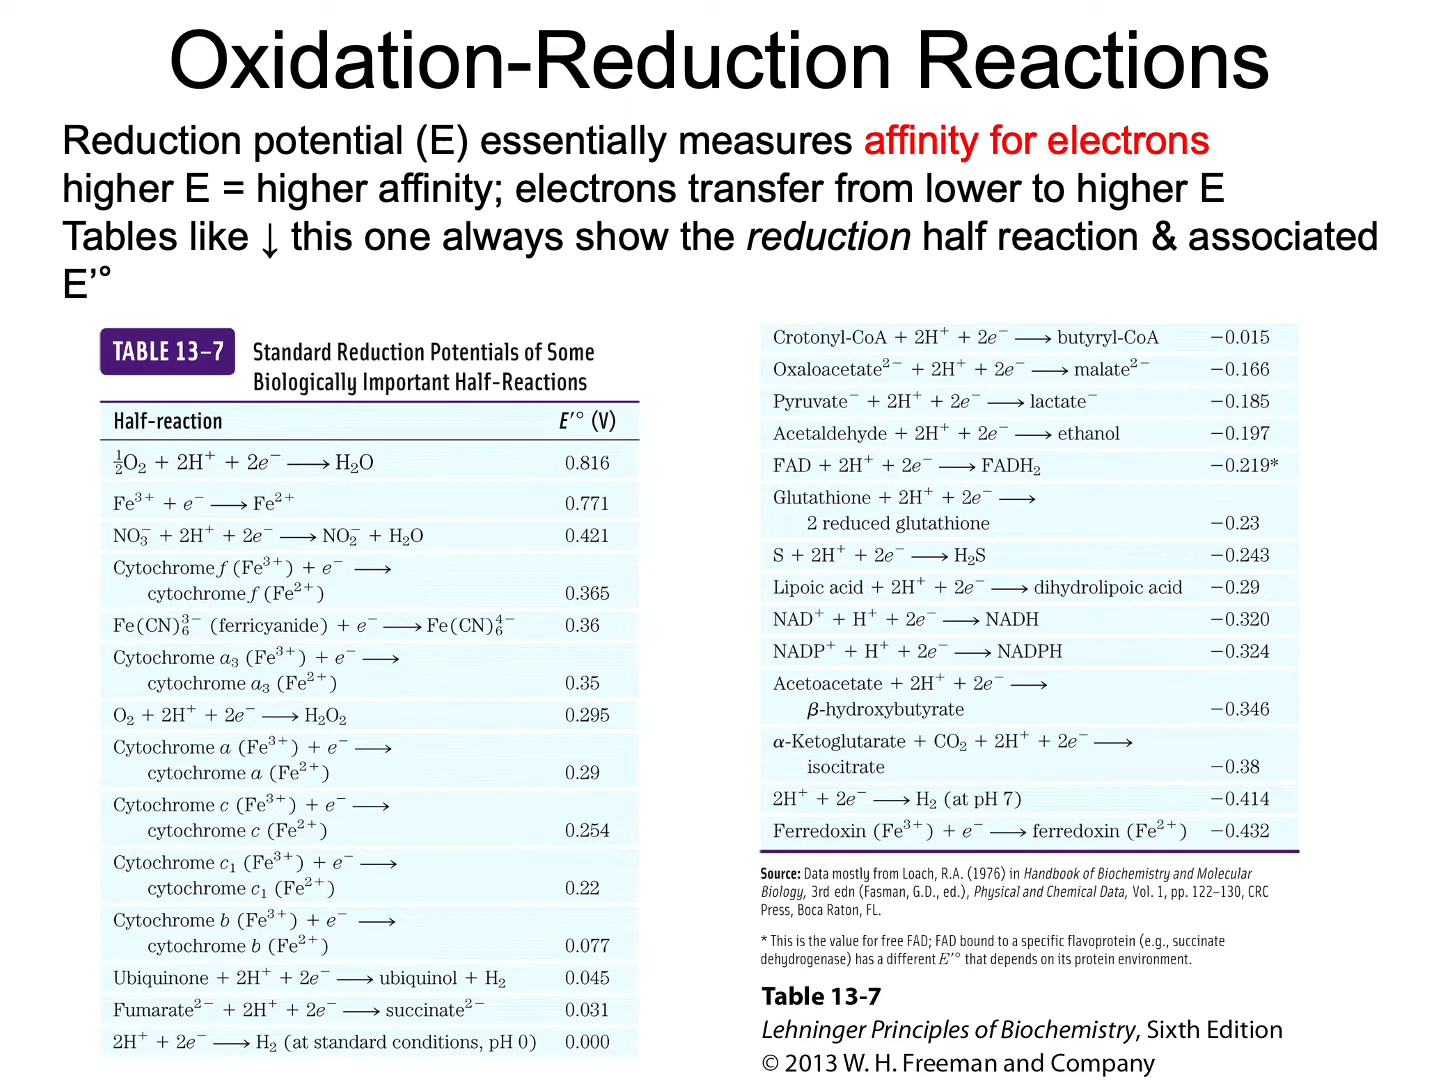 Oxidation-Reduction Reactions
Reduction potential (E) essentially measures affinity for electrons
higher E = higher affinity; electrons transfer from lower to higher E
Tables like ↓ this one always show the reduction half reaction & associated
E’°
TABLE 13–7 Standard Reduction Potentials of Some
Biologically Important Half-Reactions
Half-reaction E′° (V)
½O₂ + 2H⁺ + 2e⁻ ⟶ H₂O 0.816
Fe³⁺ + e⁻ ⟶ Fe²⁺ 0.771
NO₃⁻ + 2H⁺ + 2e⁻ ⟶ NO₂⁻ + H₂O 0.421
Cytochrome f (Fe³⁺) + e⁻ ⟶
cytochrome f (Fe²⁺) 0.365
Fe(CN)₆³⁻ (ferricyanide) + e⁻ ⟶ Fe(CN)₆⁴⁻ 0.36
Cytochrome a₃ (Fe³⁺) + e⁻ ⟶
cytochrome a₃ (Fe²⁺) 0.35
O₂ + 2H⁺ + 2e⁻ ⟶ H₂O₂ 0.295
Cytochrome a (Fe³⁺) + e⁻ ⟶
cytochrome a (Fe²⁺) 0.29
Cytochrome c (Fe³⁺) + e⁻ ⟶
cytochrome c (Fe²⁺) 0.254
Cytochrome c₁ (Fe³⁺) + e⁻ ⟶
cytochrome c₁ (Fe²⁺) 0.22
Cytochrome b (Fe³⁺) + e⁻ ⟶
cytochrome b (Fe²⁺) 0.077
Ubiquinone + 2H⁺ + 2e⁻ ⟶ ubiquinol + H₂ 0.045
Fumarate²⁻ + 2H⁺ + 2e⁻ ⟶ succinate²⁻ 0.031
2H⁺ + 2e⁻ ⟶ H₂ (at standard conditions, pH 0) 0.000
Crotonyl-CoA + 2H⁺ + 2e⁻ ⟶ butyryl-CoA −0.015
Oxaloacetate²⁻ + 2H⁺ + 2e⁻ ⟶ malate²⁻ −0.166
Pyruvate⁻ + 2H⁺ + 2e⁻ ⟶ lactate⁻ −0.185
Acetaldehyde + 2H⁺ + 2e⁻ ⟶ ethanol −0.197
FAD + 2H⁺ + 2e⁻ ⟶ FADH₂ −0.219*
Glutathione + 2H⁺ + 2e⁻ ⟶
2 reduced glutathione −0.23
S + 2H⁺ + 2e⁻ ⟶ H₂S −0.243
Lipoic acid + 2H⁺ + 2e⁻ ⟶ dihydrolipoic acid −0.29
NAD⁺ + H⁺ + 2e⁻ ⟶ NADH −0.320
NADP⁺ + H⁺ + 2e⁻ ⟶ NADPH −0.324
Acetoacetate + 2H⁺ + 2e⁻ ⟶
β-hydroxybutyrate −0.346
α-Ketoglutarate + CO₂ + 2H⁺ + 2e⁻ ⟶
isocitrate −0.38
2H⁺ + 2e⁻ ⟶ H₂ (at pH 7) −0.414
Ferredoxin (Fe³⁺) + e⁻ ⟶ ferredoxin (Fe²⁺) −0.432
Source: Data mostly from Loach, R.A. (1976) in Handbook of Biochemistry and Molecular
Biology, 3rd edn (Fasman, G.D., ed.), Physical and Chemical Data, Vol. 1, pp. 122–130, CRC
Press, Boca Raton, FL.
* This is the value for free FAD; FAD bound to a specific flavoprotein (e.g., succinate
dehydrogenase) has a different E′° that depends on its protein environment.
Table 13-7
Lehninger Principles of Biochemistry, Sixth Edition
© 2013 W. H. Freeman and Company